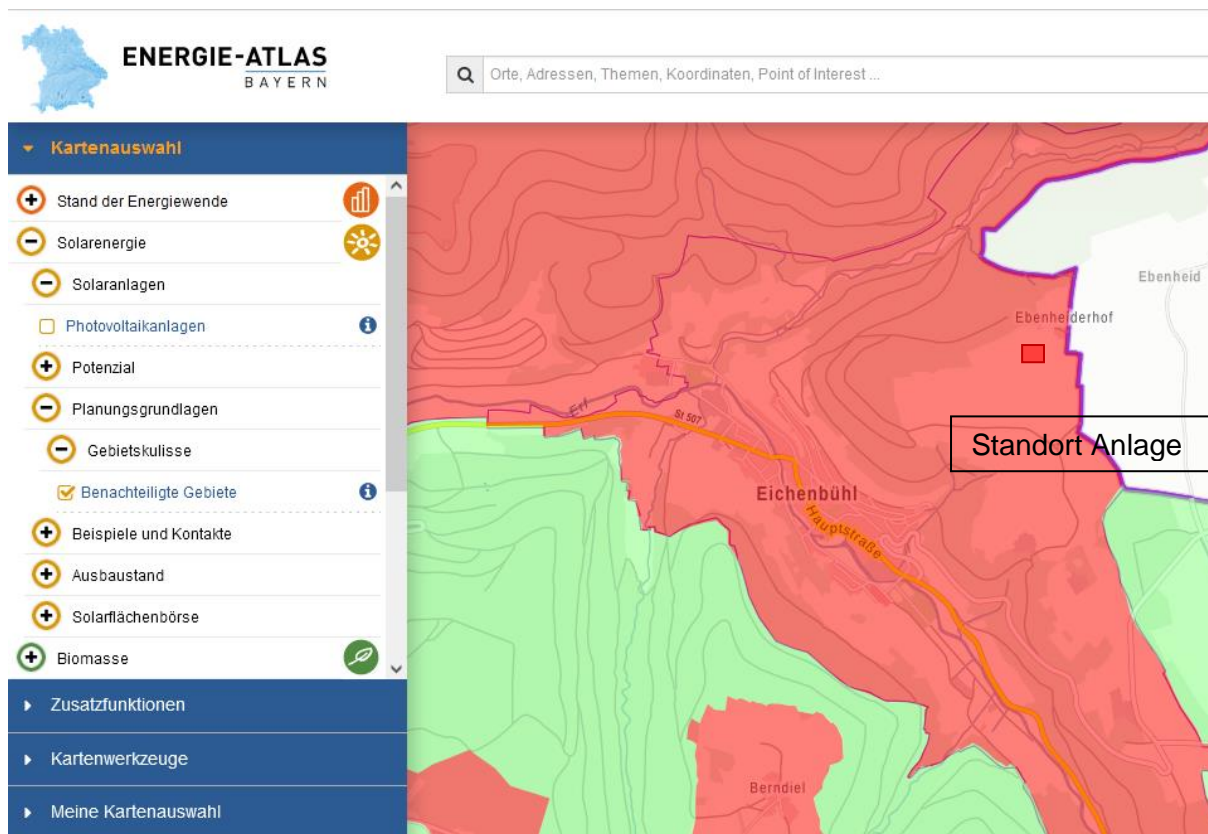 ENERGIE-ATLAS
BAYERN
Orte, Adressen, Themen, Koordinaten, Point of Interest ...
Kartenauswahl
Stand der Energiewende
Solarenergie
Solaranlagen
Photovoltaikanlagen
Potenzial
Planungsgrundlagen
Gebietskulisse
Benachteiligte Gebiete
Beispiele und Kontakte
Ausbaustand
Solarflächenbörse
Biomasse
Zusatzfunktionen
Kartenwerkzeuge
Meine Kartenauswahl
Ebenheid
Ebenheiderhof
Erf
St 507
Standort Anlage
Eichenbühl
Hauptstraße
Berndiel